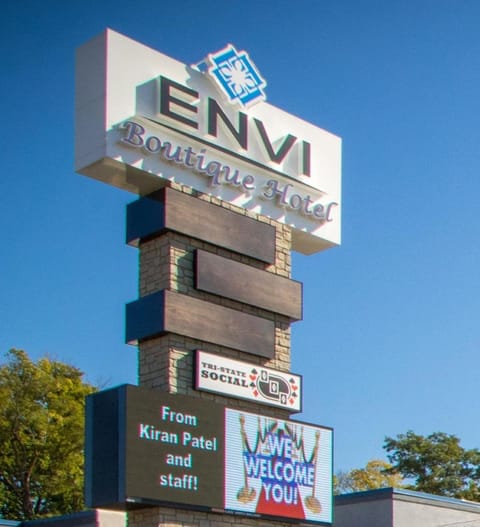 ENVI
Boutique Hotel
TRI-STATE
SOCIAL
From
Kiran Patel
and
staff!
WE
WELCOME
YOU!